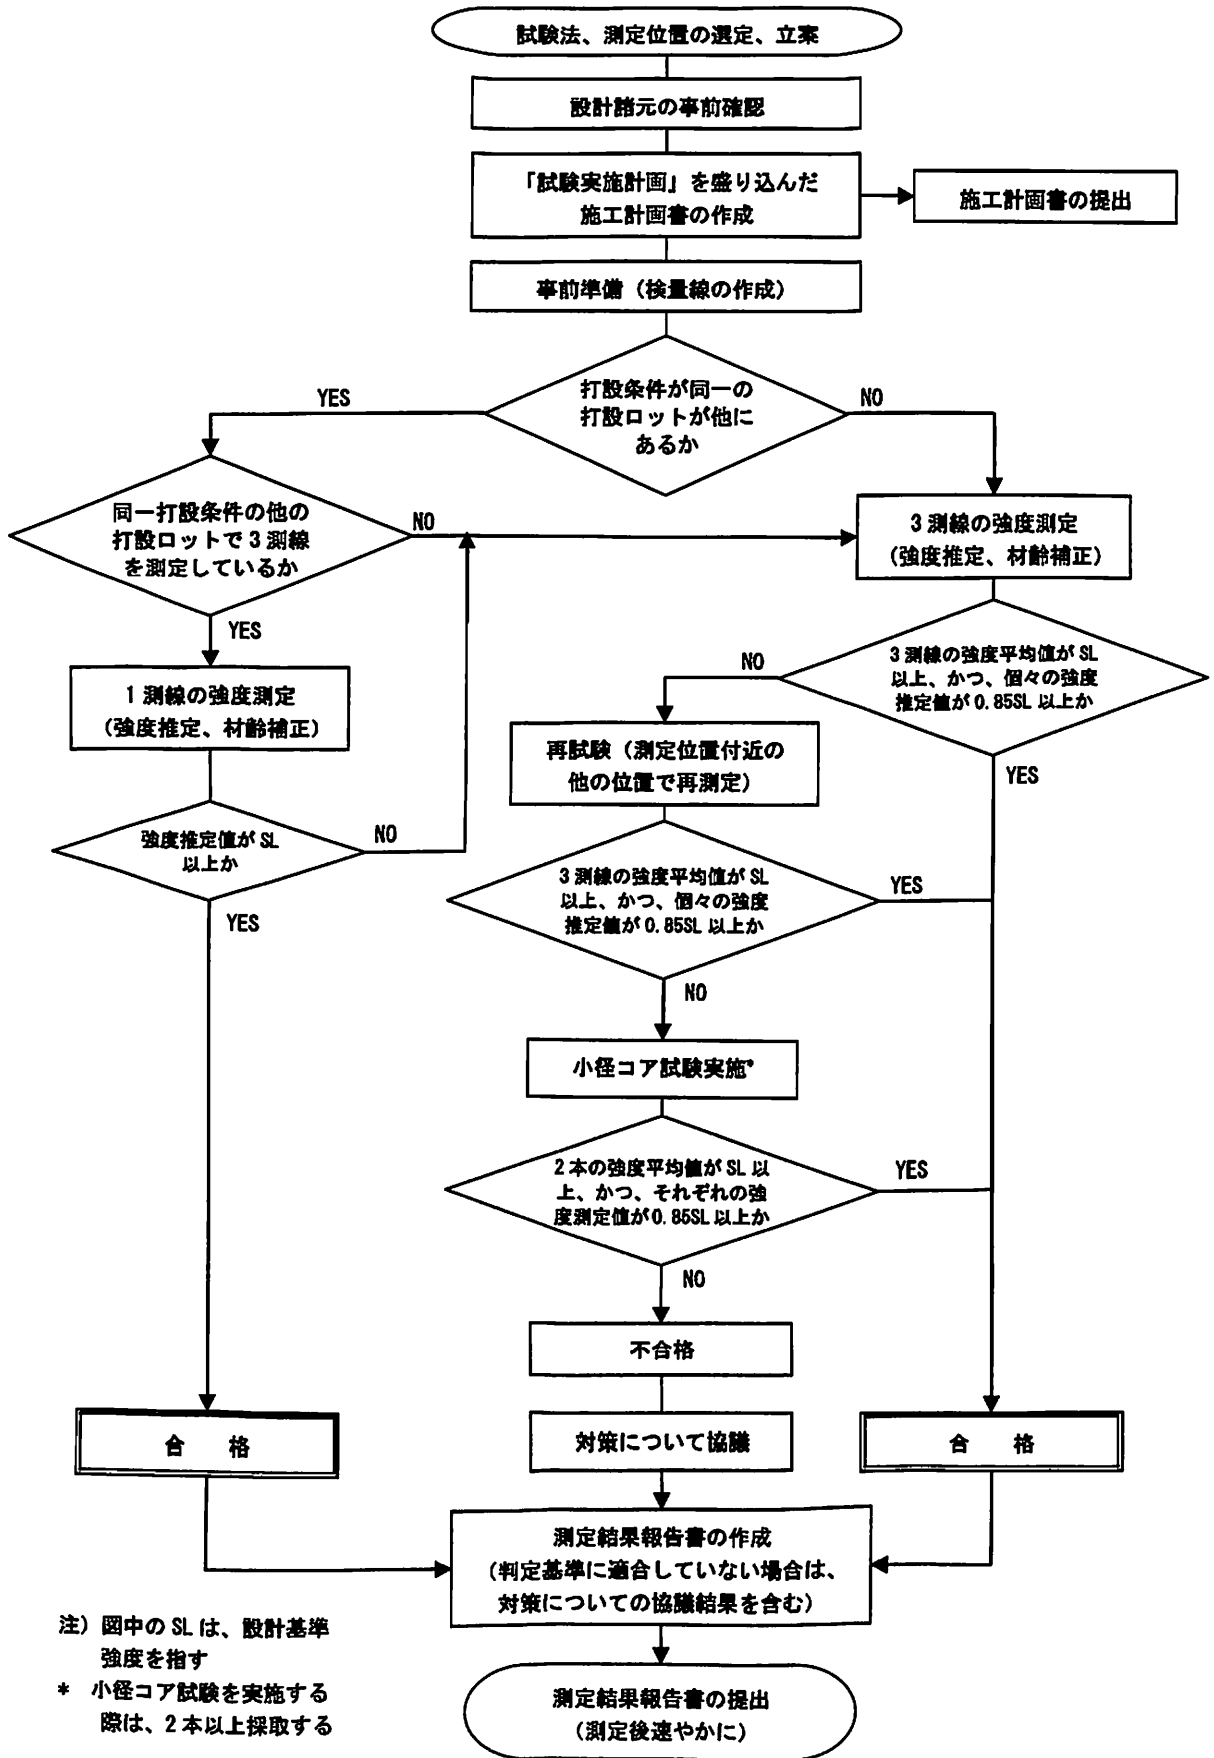 試験法、測定位置の選定、立案
設計諸元の事前確認
「試験実施計画」を盛り込んだ
施工計画書の作成
施工計画書の提出
事前準備（検量線の作成）
打設条件が同一の
打設ロットが他に
あるか
YES
NO
同一打設条件の他の
打設ロットで3測線
を測定しているか
NO
YES
3測線の強度測定
（強度推定、材齢補正）
1測線の強度測定
（強度推定、材齢補正）
3測線の強度平均値がSL
以上、かつ、個々の強度
推定値が0.85SL以上か
NO
YES
再試験（測定位置付近の
他の位置で再測定）
強度推定値がSL
以上か
NO
YES
3測線の強度平均値がSL
以上、かつ、個々の強度
推定値が0.85SL以上か
YES
NO
小径コア試験実施*
2本の強度平均値がSL以
上、かつ、それぞれの強
度測定値が0.85SL以上か
YES
NO
不合格
合　格
対策について協議
合　格
測定結果報告書の作成
（判定基準に適合していない場合は、
対策についての協議結果を含む）
測定結果報告書の提出
（測定後速やかに）
注）図中のSLは、設計基準
強度を指す
*　小径コア試験を実施する
際は、2本以上採取する